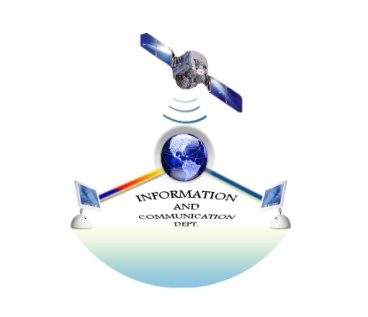 INFORMATION
AND
COMMUNICATION
DEPT.